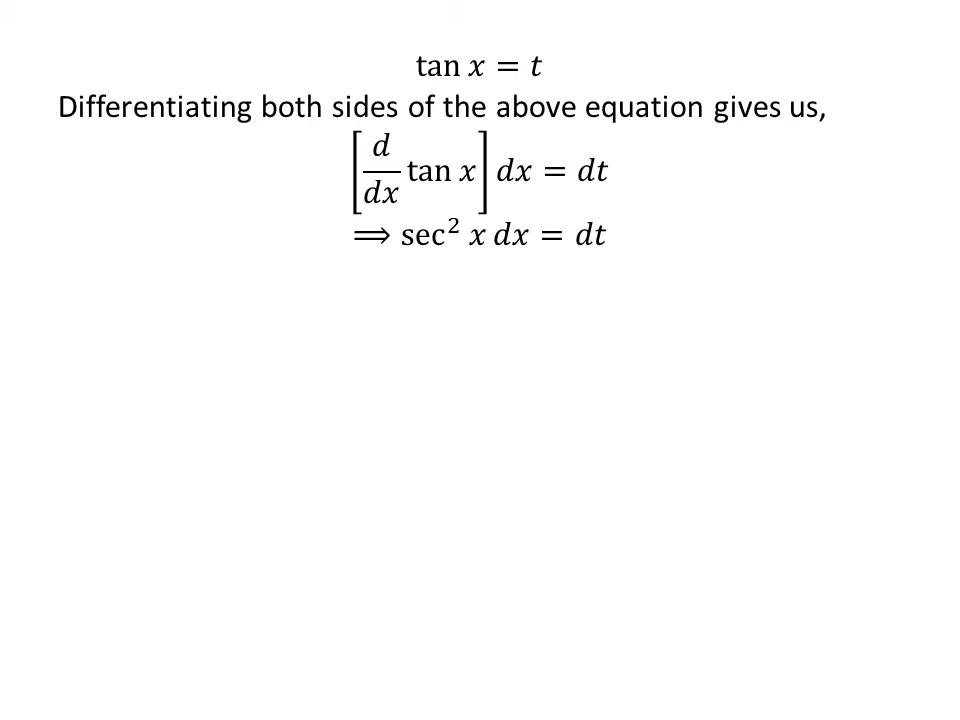 tan 𝑥 = 𝑡
Differentiating both sides of the above equation gives us,
[𝑑/𝑑𝑥 tan 𝑥] 𝑑𝑥 = 𝑑𝑡
⟹ sec² 𝑥 𝑑𝑥 = 𝑑𝑡